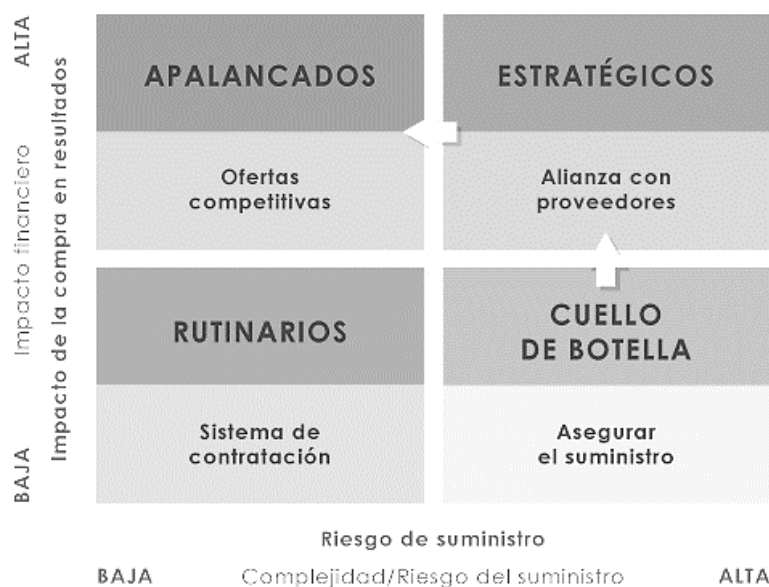 ALTA
Impacto financiero
BAJA
Impacto de la compra en resultados
APALANCADOS
Ofertas
competitivas
ESTRATÉGICOS
Alianza con
proveedores
RUTINARIOS
Sistema de
contratación
CUELLO
DE BOTELLA
Asegurar
el suministro
Riesgo de suministro
BAJA
Complejidad/Riesgo del suministro
ALTA